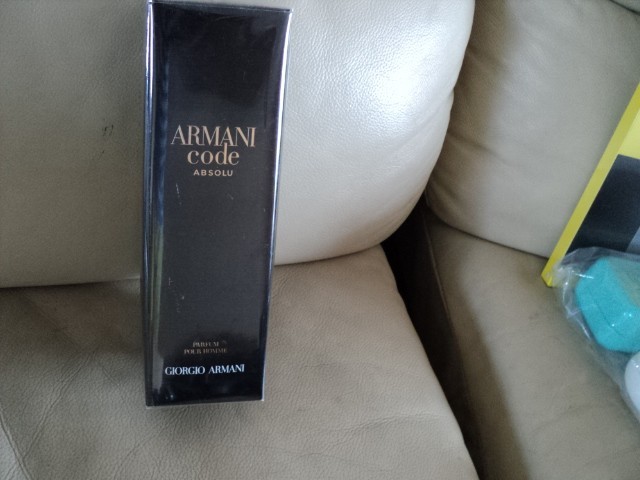 ARMANI
code
ABSOLU
PARFUM
POUR HOMME
GIORGIO ARMANI